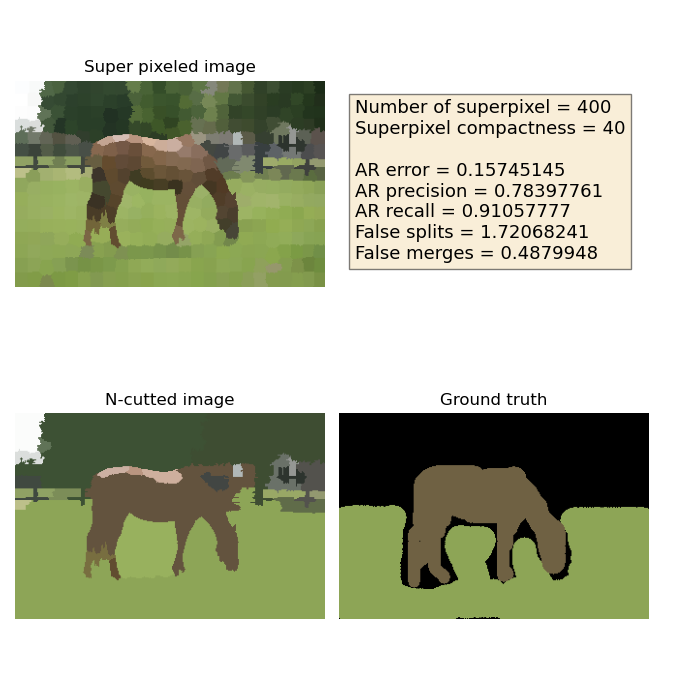 Super pixeled image
Number of superpixel = 400
Superpixel compactness = 40
AR error = 0.15745145
AR precision = 0.78397761
AR recall = 0.91057777
False splits = 1.72068241
False merges = 0.4879948
N-cutted image
Ground truth